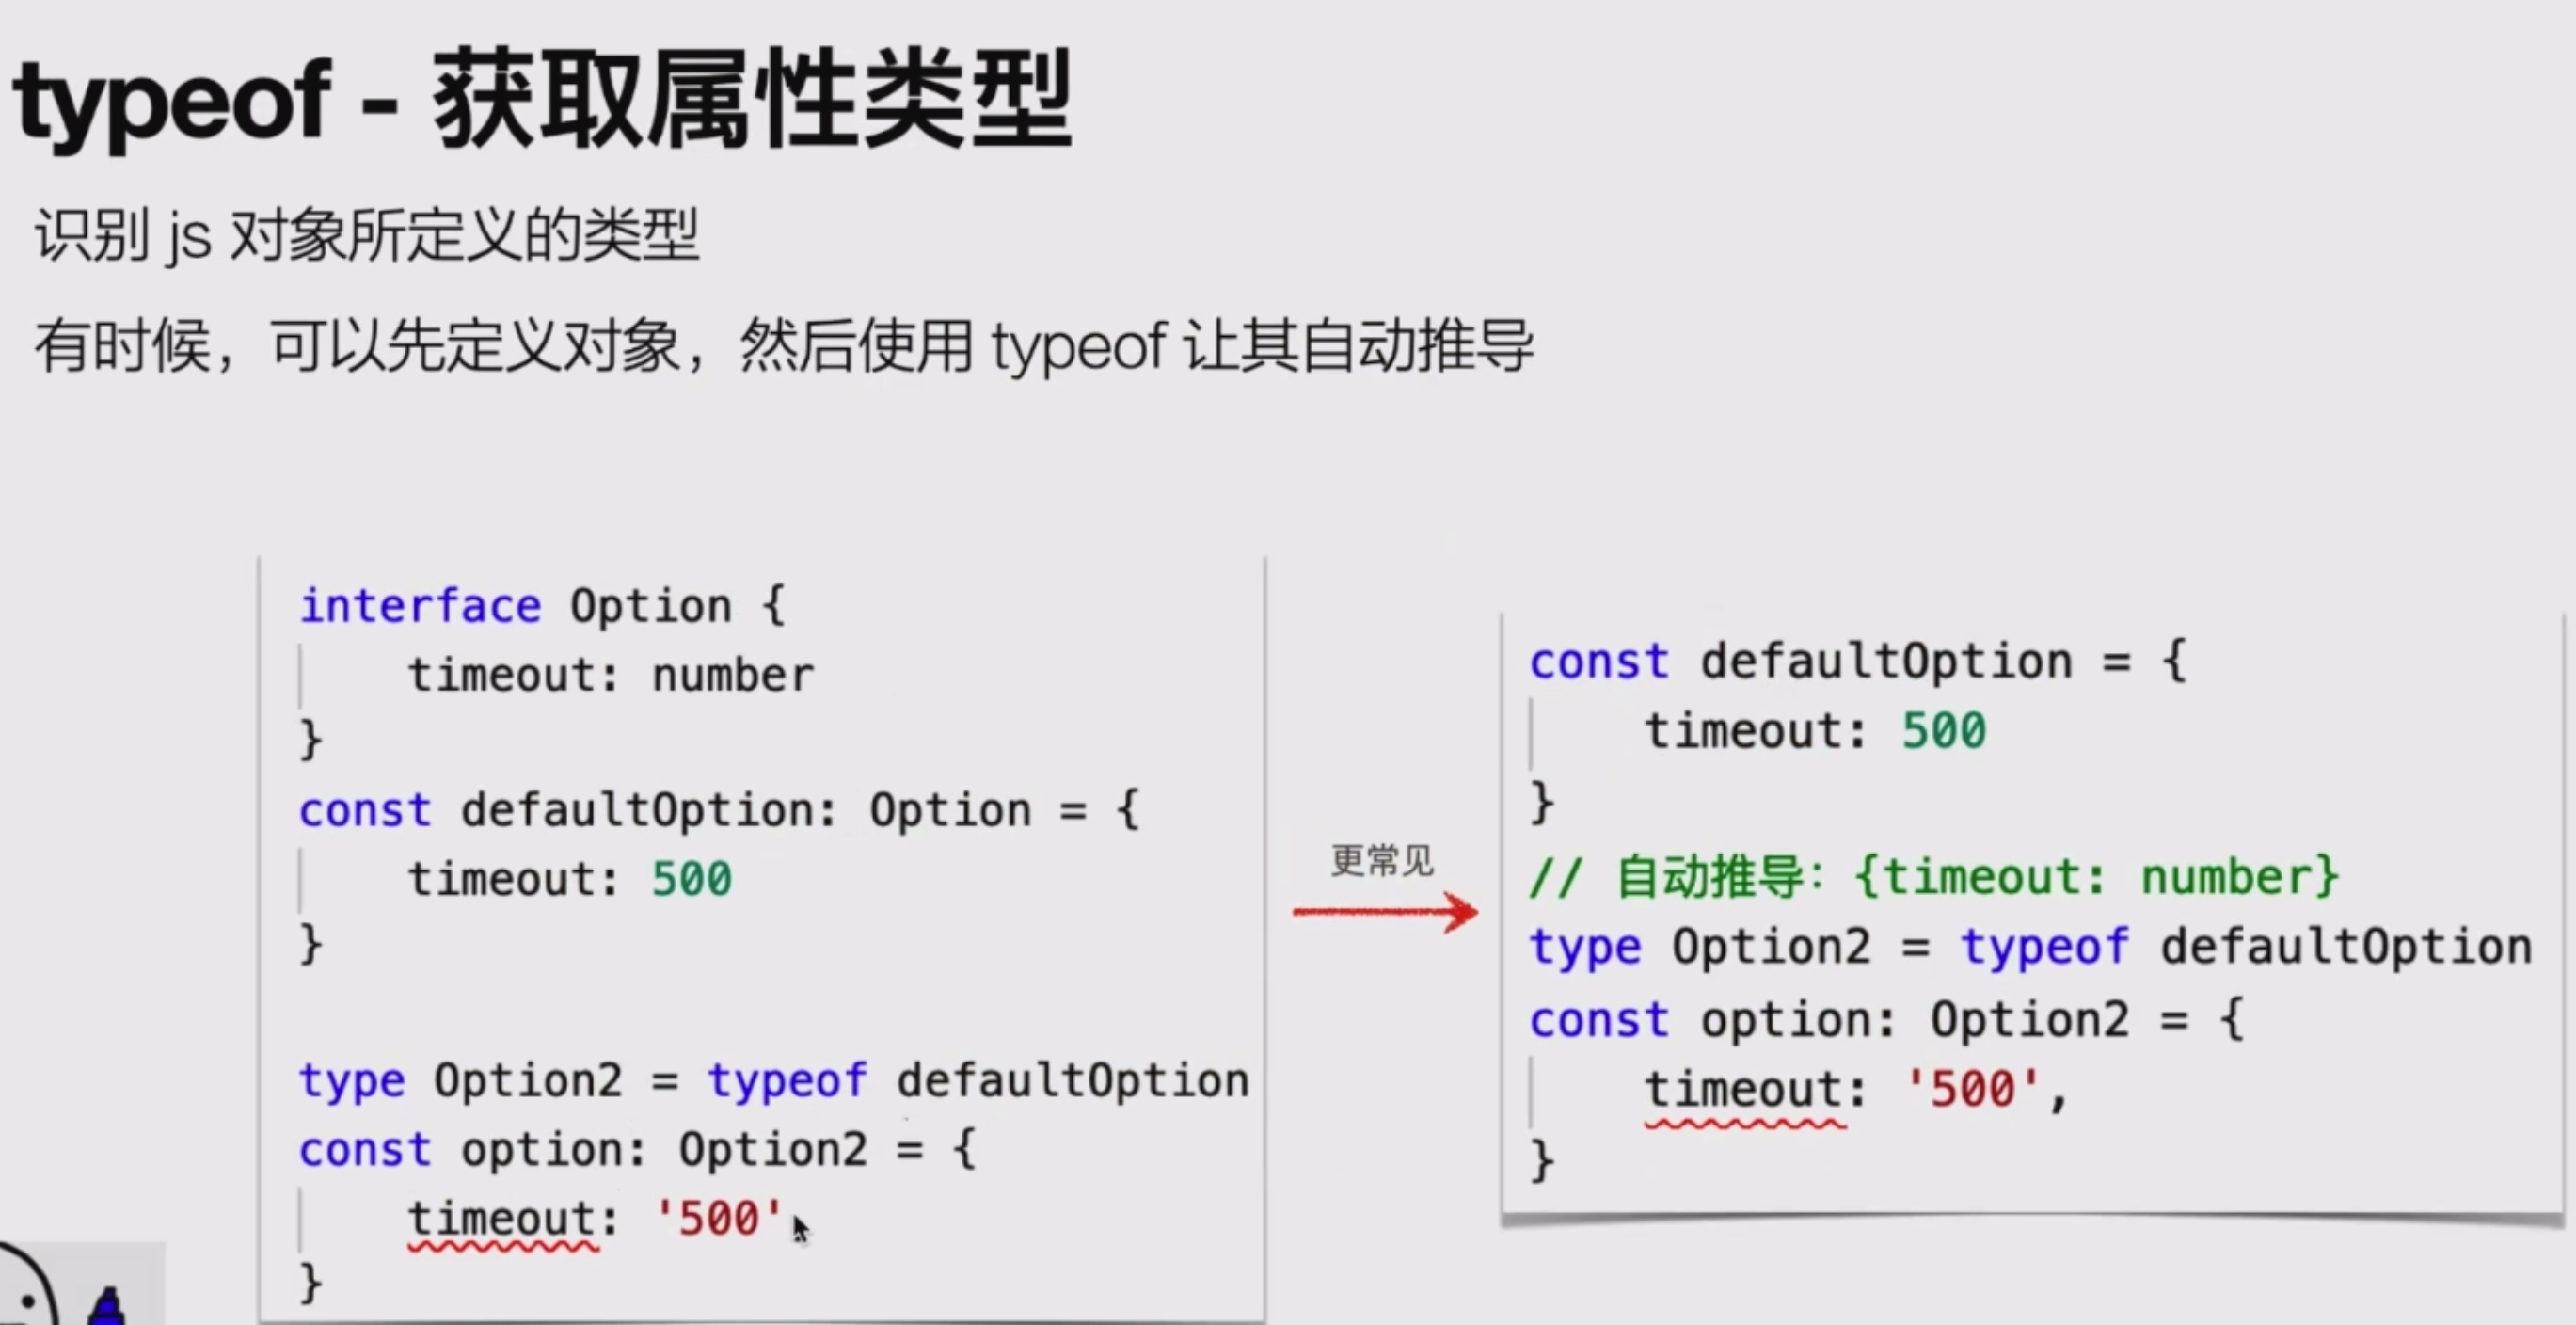 typeof - 获取属性类型
识别 js 对象所定义的类型
有时候，可以先定义对象，然后使用 typeof 让其自动推导
interface Option {
timeout: number
}
const defaultOption: Option = {
timeout: 500
}
type Option2 = typeof defaultOption
const option: Option2 = {
timeout: '500'
}
更常见
const defaultOption = {
timeout: 500
}
// 自动推导：{timeout: number}
type Option2 = typeof defaultOption
const option: Option2 = {
timeout: '500',
}